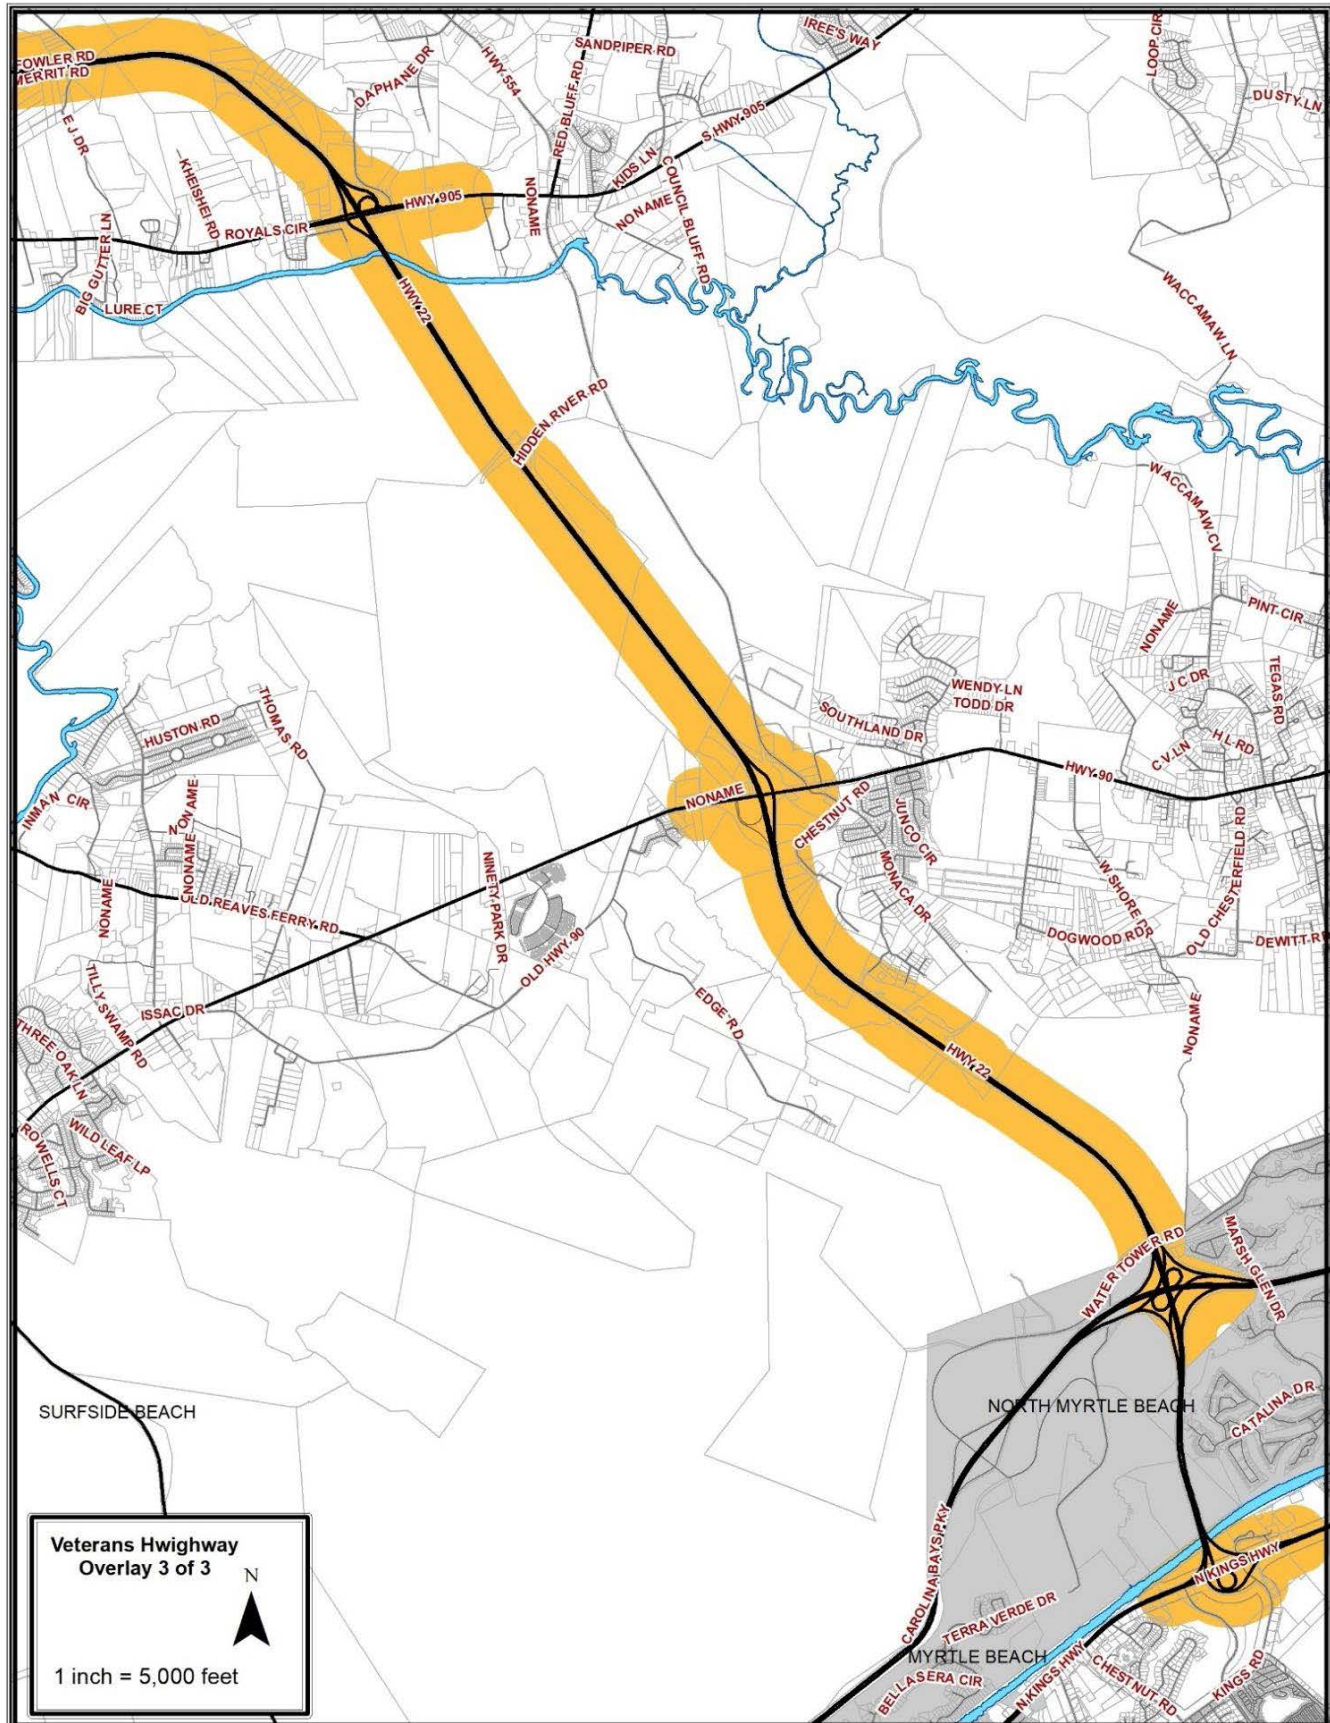 IREE'S WAY
SANDPIPER RD
LOOP CIR
FOWLER RD
MERRIT RD
HWY 554
DAPHANE DR
RED BLUFF RD
DUSTY LN
S HWY 905
EJ DR
KHEISHEI RD
KIDS LN
COUNCIL BLUFF RD
HWY 905
NONAME
NONAME
ROYALS CIR
BIG GUTTER LN
LURE CT
HWY 22
WACCAMAW LN
HIDDEN RIVER RD
WACCAMAW CV
PINT CIR
NONAME
TEGAS RD
J C DR
WENDY LN
TODD DR
THOMAS RD
HUSTON RD
SOUTHLAND DR
H L RD
C V LN
HWY 90
NONAME
INMAN CIR
NONAME
CHESTNUT RD
JUNCO CIR
NONAME
NONAME
OLD REAVES FERRY RD
NINETY PARK DR
MONACA DR
W SHORE DR
OLD CHESTERFIELD RD
DOGWOOD RD
DEWITT R
OLD HWY 90
TILLY SWAMP RD
ISSAC DR
EDGE RD
NONAME
THREE OAK LN
HWY 22
ROWELLS CT
WILD LEAF LP
WATER TOWER RD
MARSH GLEN DR
SURFSIDE BEACH
NORTH MYRTLE BEACH
CATALINA DR
CAROLINA BAYS PKY
N KINGS HWY
TERRA VERDE DR
MYRTLE BEACH
BELLASERA CIR
N KINGS HWY
CHESTNUT RD
KINGS RD
Veterans Hwighway
Overlay 3 of 3
N
1 inch = 5,000 feet